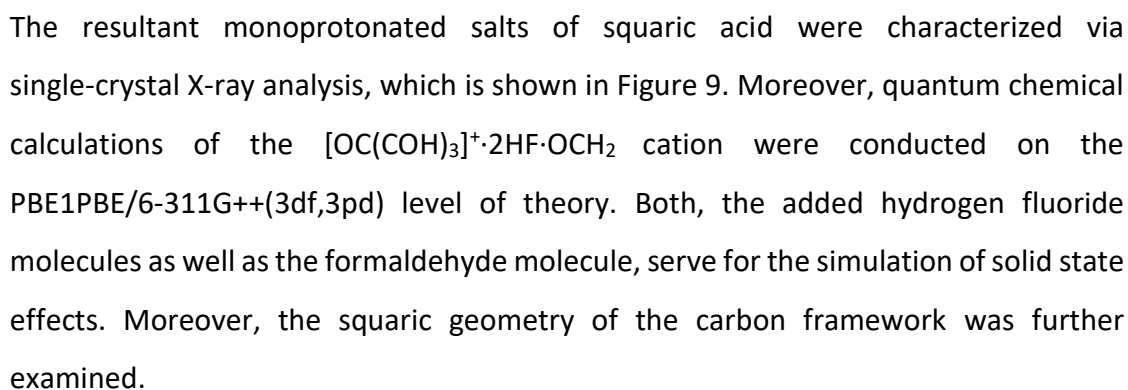 The resultant monoprotonated salts of squaric acid were characterized via
single-crystal X-ray analysis, which is shown in Figure 9. Moreover, quantum chemical
calculations of the [OC(COH)₃]⁺·2HF·OCH₂ cation were conducted on the
PBE1PBE/6-311G++(3df,3pd) level of theory. Both, the added hydrogen fluoride
molecules as well as the formaldehyde molecule, serve for the simulation of solid state
effects. Moreover, the squaric geometry of the carbon framework was further
examined.